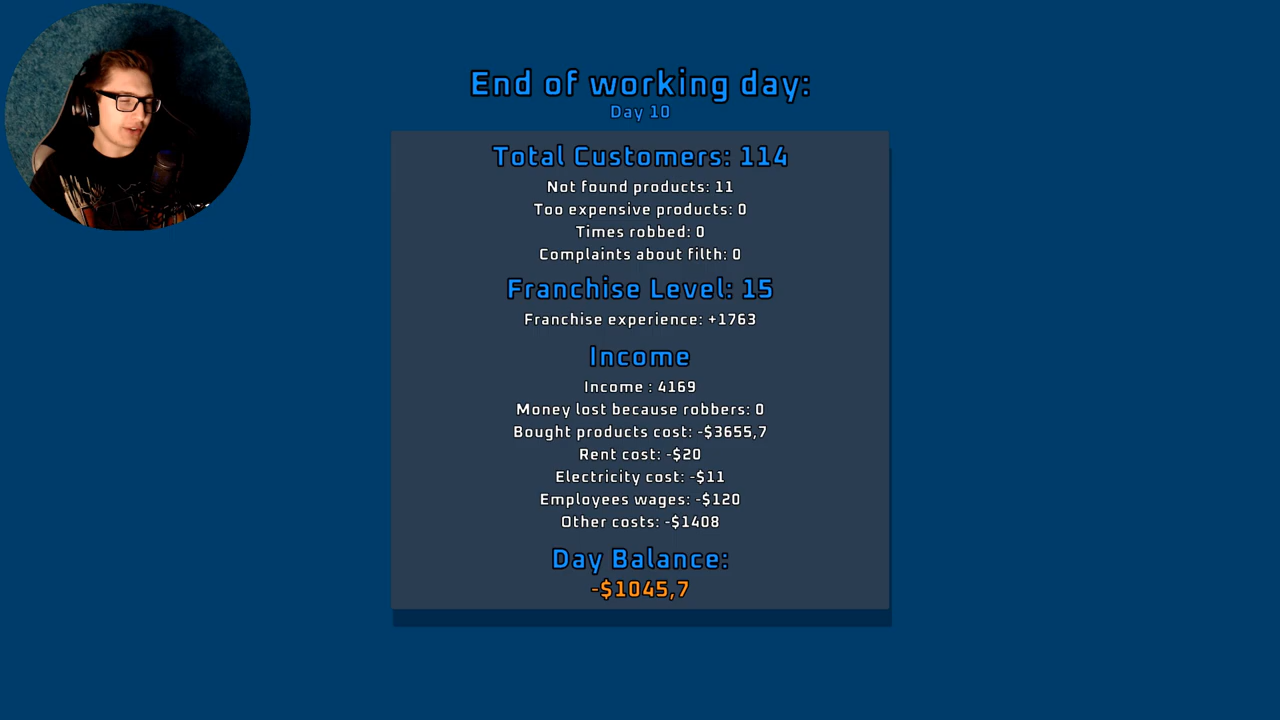 End of working day:
Day 10
Total Customers: 114
Not found products: 11
Too expensive products: 0
Times robbed: 0
Complaints about filth: 0
Franchise Level: 15
Franchise experience: +1763
Income
Income : 4169
Money lost because robbers: 0
Bought products cost: -$3655,7
Rent cost: -$20
Electricity cost: -$11
Employees wages: -$120
Other costs: -$1408
Day Balance:
-$1045,7